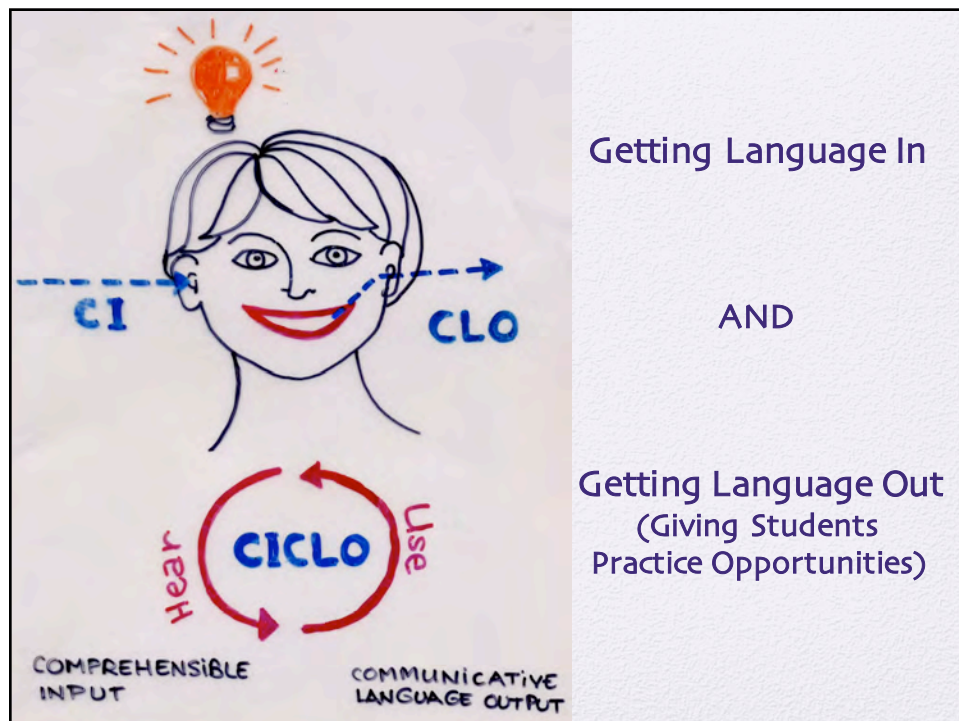 CI
CLO
Hear
CICLO
Use
COMPREHENSIBLE
INPUT
COMMUNICATIVE
LANGUAGE OUTPUT
Getting Language In
AND
Getting Language Out
(Giving Students
Practice Opportunities)